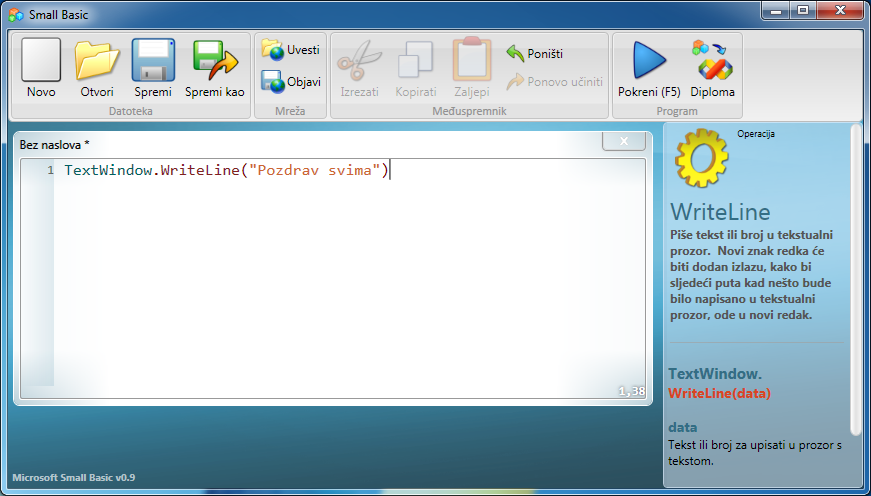 Small Basic
Novo
Otvori
Spremi
Spremi kao
Datoteka
Uvesti
Objavi
Mreža
Izrezati
Kopirati
Zaljepi
Poništi
Ponovo učiniti
Međuspremnik
Pokreni (F5)
Diploma
Program
Bez naslova *
x
1 TextWindow.WriteLine("Pozdrav svima")
1,38
Microsoft Small Basic v0.9
Operacija
WriteLine
Piše tekst ili broj u tekstualni
prozor. Novi znak redka će
biti dodan izlazu, kako bi
sljedeći puta kad nešto bude
bilo napisano u tekstualni
prozor, ode u novi redak.
TextWindow.
WriteLine(data)
data
Tekst ili broj za upisati u prozor s
tekstom.